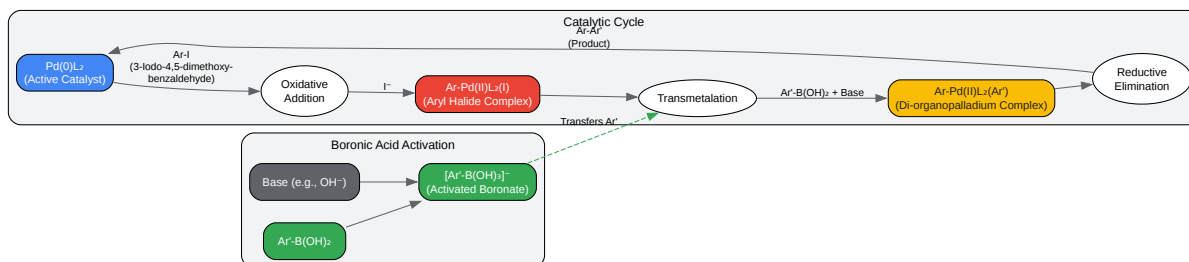 Catalytic Cycle
Ar-Ar'
(Product)
Pd(0)L₂
(Active Catalyst)
Ar-I
(3-Iodo-4,5-dimethoxy-
benzaldehyde)
Oxidative
Addition
I⁻
Ar-Pd(II)L₂(I)
(Aryl Halide Complex)
Transmetalation
Ar'-B(OH)₂ + Base
Ar-Pd(II)L₂(Ar')
(Di-organopalladium Complex)
Reductive
Elimination
Transfers Ar'
Boronic Acid Activation
Base (e.g., OH⁻)
[Ar'-B(OH)₃]⁻
(Activated Boronate)
Ar'-B(OH)₂